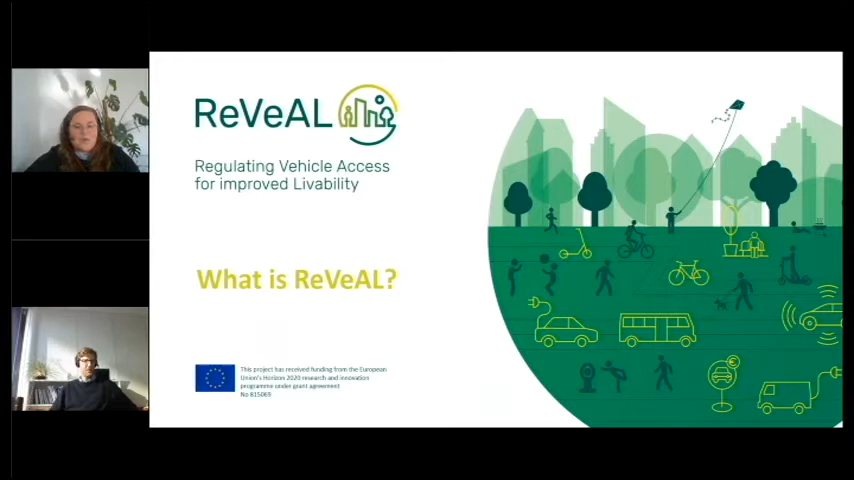 ReVeAL
Regulating Vehicle Access
for improved Livability
What is ReVeAL?
This project has received funding from the European
Union's Horizon 2020 research and innovation
programme under grant agreement
No 815069